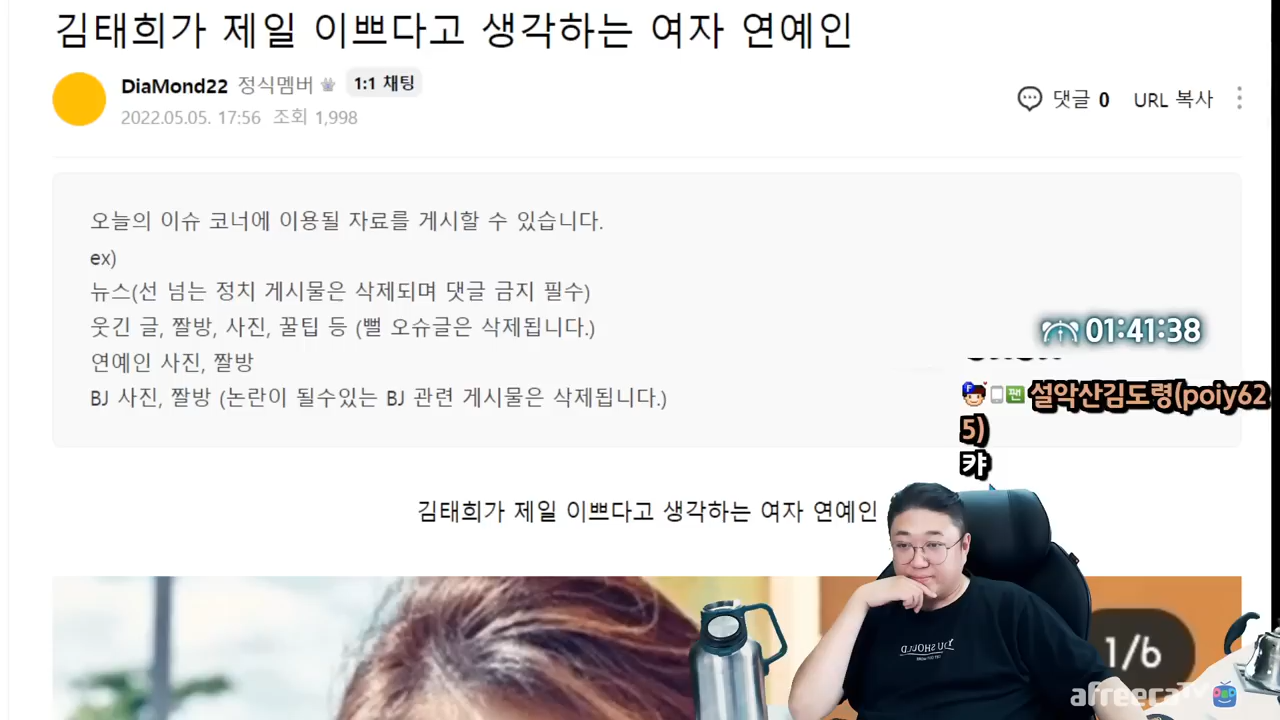 김태희가 제일 이쁘다고 생각하는 여자 연예인
DiaMond22 정식멤버 1:1 채팅
2022.05.05. 17:56 조회 1,998
댓글 0 URL 복사
오늘의 이슈 코너에 이용될 자료를 게시할 수 있습니다.
ex)
뉴스(선 넘는 정치 게시물은 삭제되며 댓글 금지 필수)
웃긴 글, 짤방, 사진, 꿀팁 등 (뻘 오슈글은 삭제됩니다.)
연예인 사진, 짤방
BJ 사진, 짤방 (논란이 될수있는 BJ 관련 게시물은 삭제됩니다.)
01:41:38
팬 설악산김도령(poiy62
5)
캬
김태희가 제일 이쁘다고 생각하는 여자 연예인
YOU SHOULD
1/6
afreecaTV